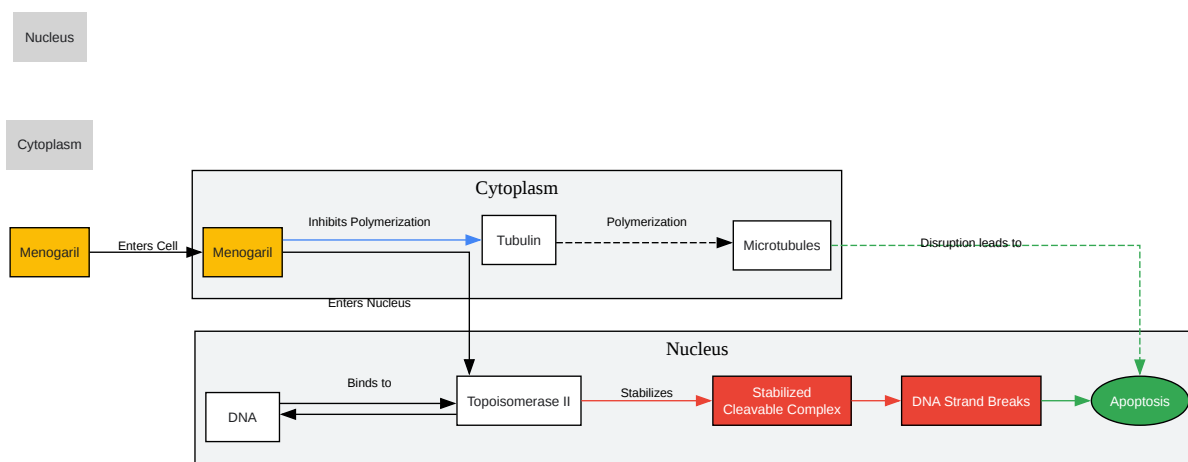 Nucleus
Cytoplasm
Cytoplasm
Menogaril
Enters Cell
Menogaril
Inhibits Polymerization
Tubulin
Polymerization
Microtubules
Disruption leads to
Enters Nucleus
Nucleus
DNA
Binds to
Topoisomerase II
Stabilizes
Stabilized
Cleavable Complex
DNA Strand Breaks
Apoptosis